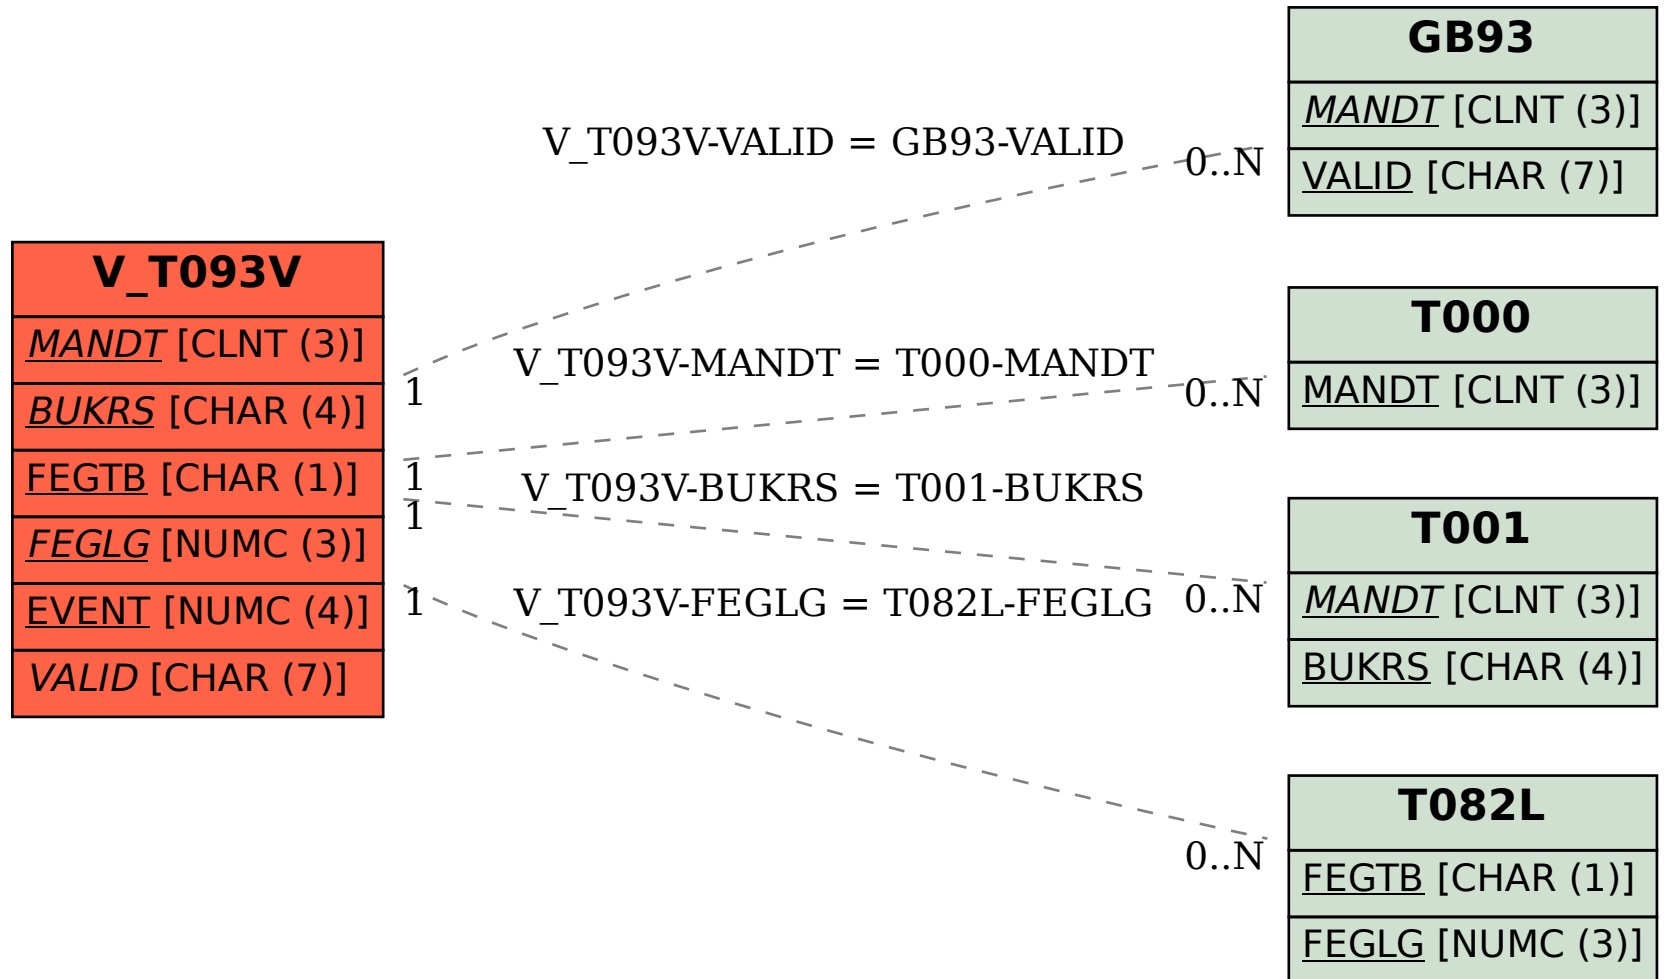 V_T093V
MANDT [CLNT (3)]
BUKRS [CHAR (4)]
FEGTB [CHAR (1)]
FEGLG [NUMC (3)]
EVENT [NUMC (4)]
VALID [CHAR (7)]
V_T093V-VALID = GB93-VALID
0..N
1
V_T093V-MANDT = T000-MANDT
0..N
1
V_T093V-BUKRS = T001-BUKRS
0..N
1
V_T093V-FEGLG = T082L-FEGLG
0..N
1
GB93
MANDT [CLNT (3)]
VALID [CHAR (7)]
T000
MANDT [CLNT (3)]
T001
MANDT [CLNT (3)]
BUKRS [CHAR (4)]
T082L
FEGTB [CHAR (1)]
FEGLG [NUMC (3)]